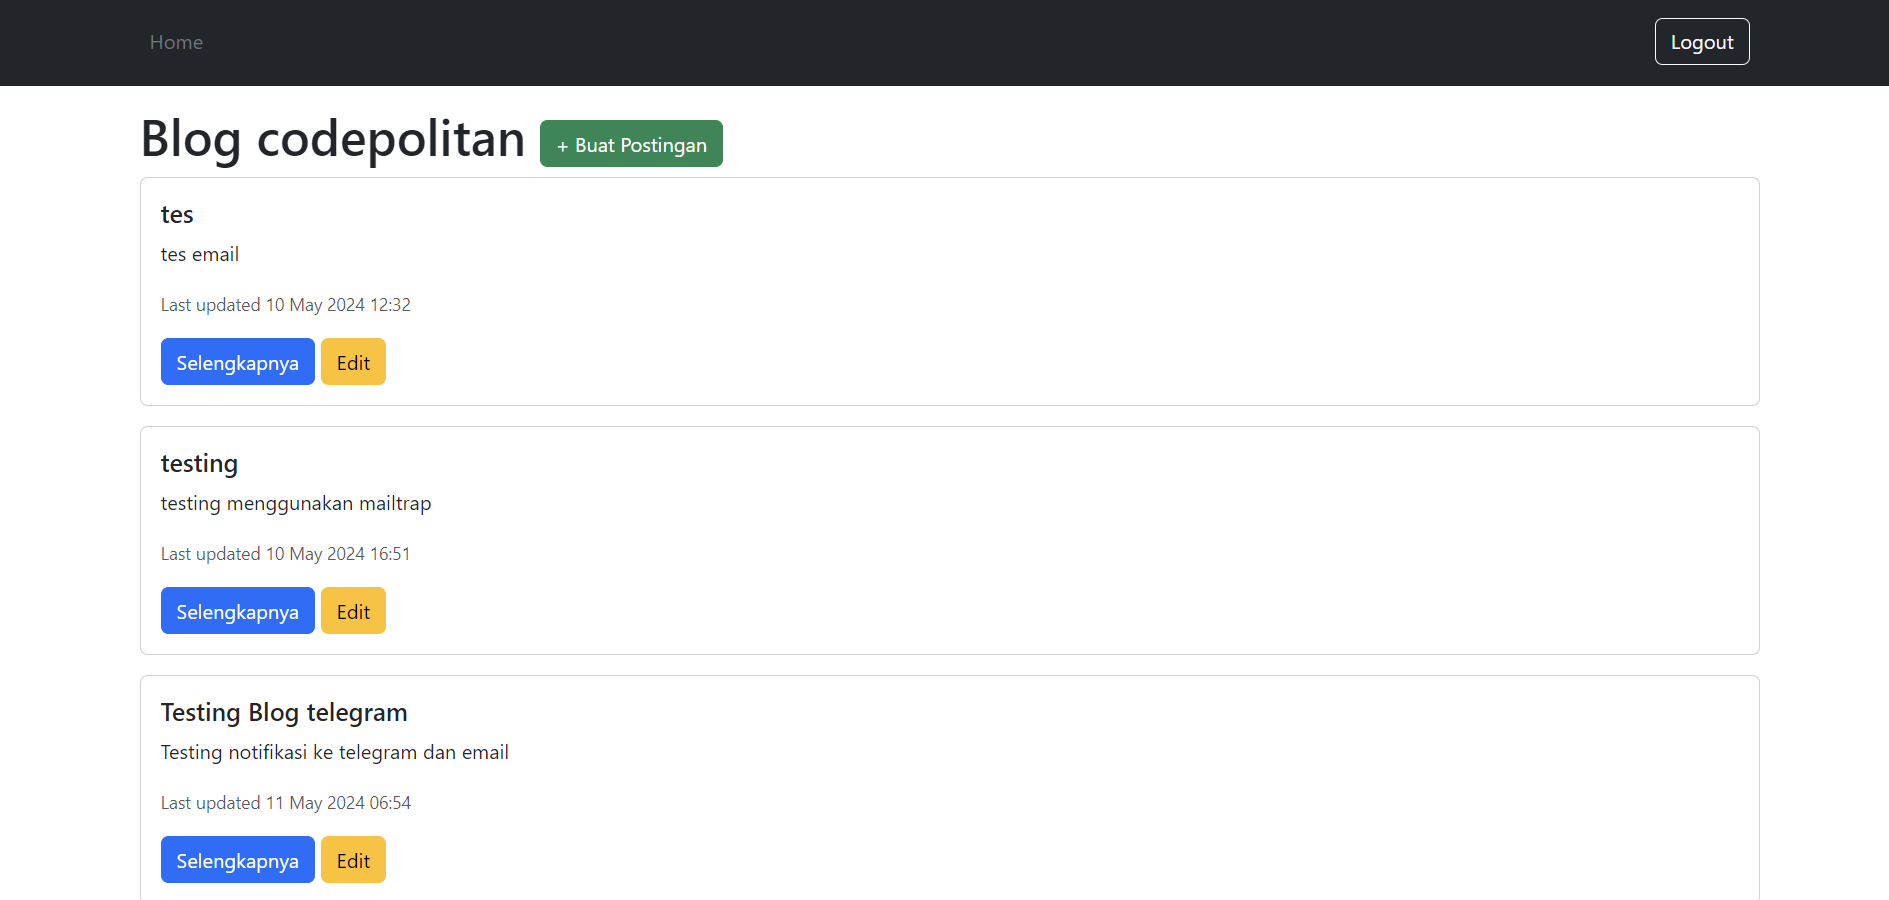 Home
Logout
Blog codepolitan
+ Buat Postingan
tes
tes email
Last updated 10 May 2024 12:32
Selengkapnya
Edit
testing
testing menggunakan mailtrap
Last updated 10 May 2024 16:51
Selengkapnya
Edit
Testing Blog telegram
Testing notifikasi ke telegram dan email
Last updated 11 May 2024 06:54
Selengkapnya
Edit